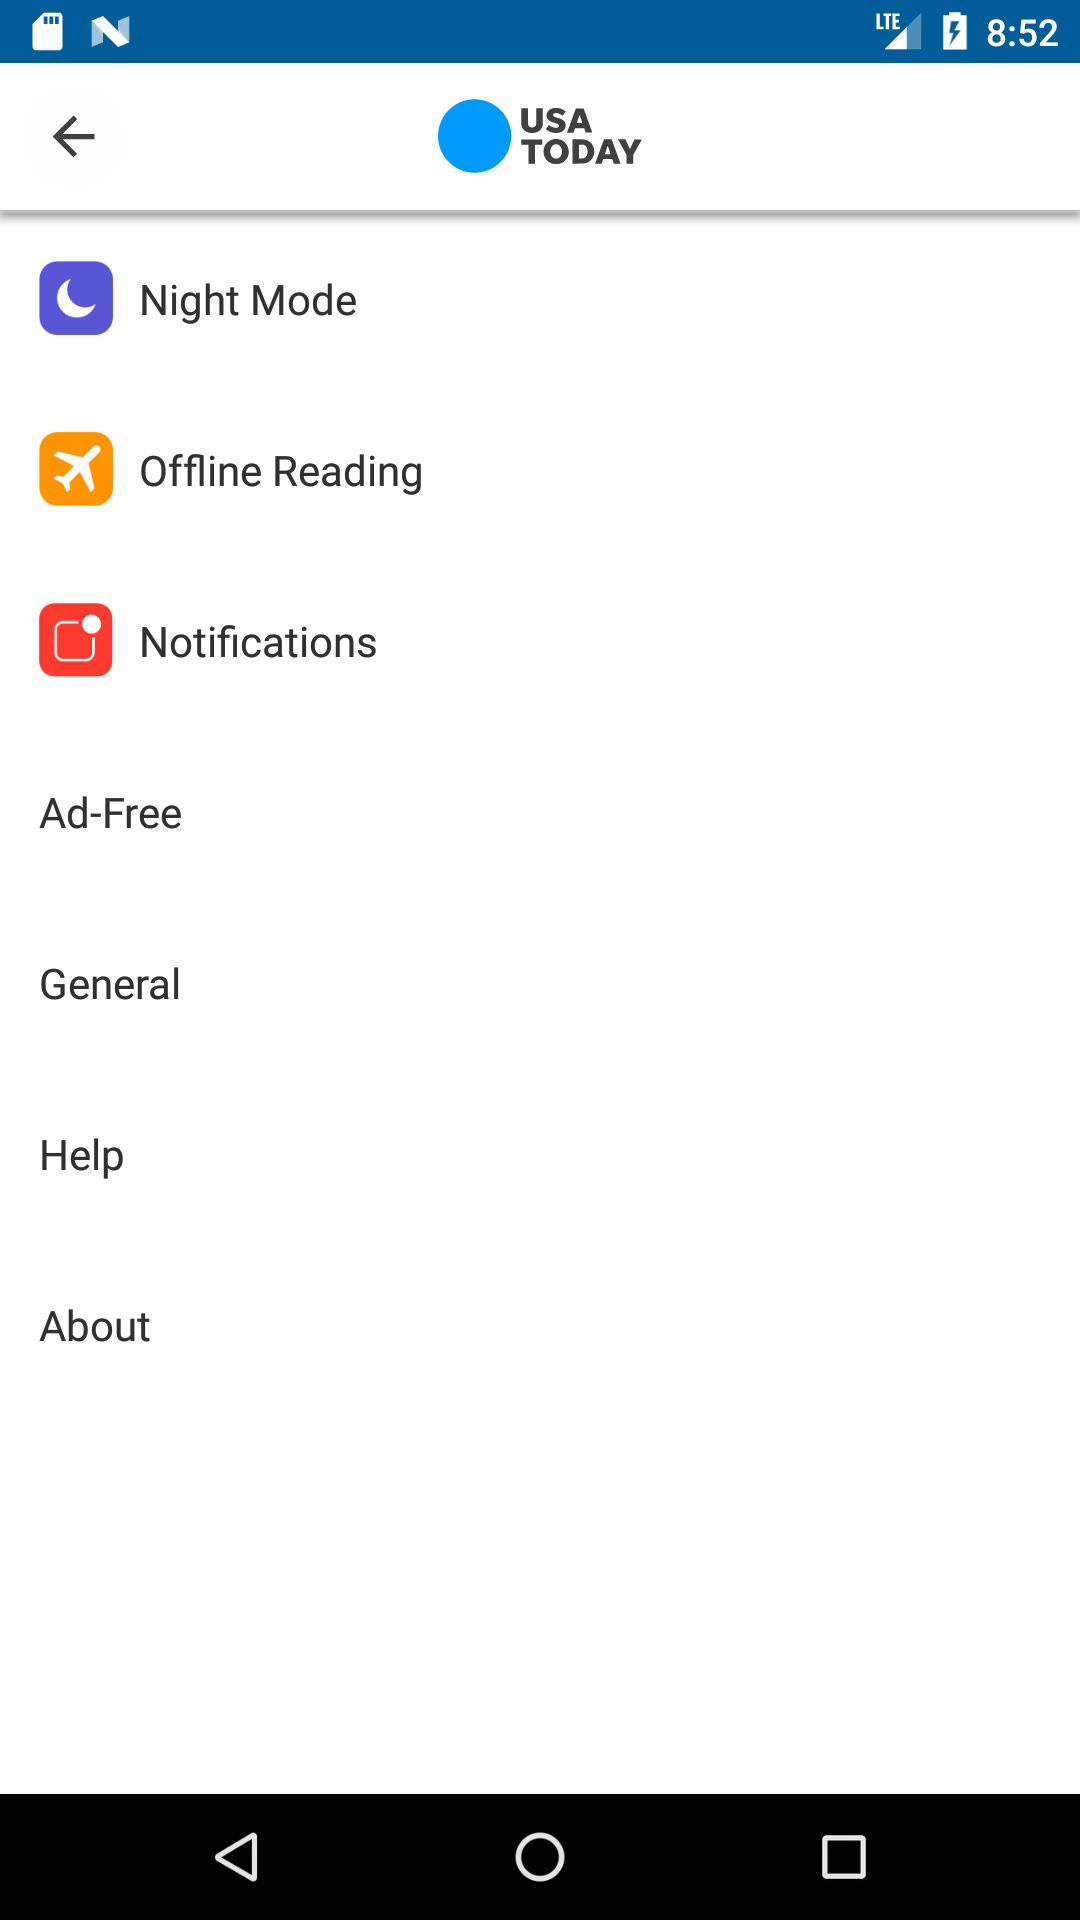 LTE 8:52
USA
TODAY
Night Mode
Offline Reading
Notifications
Ad-Free
General
Help
About